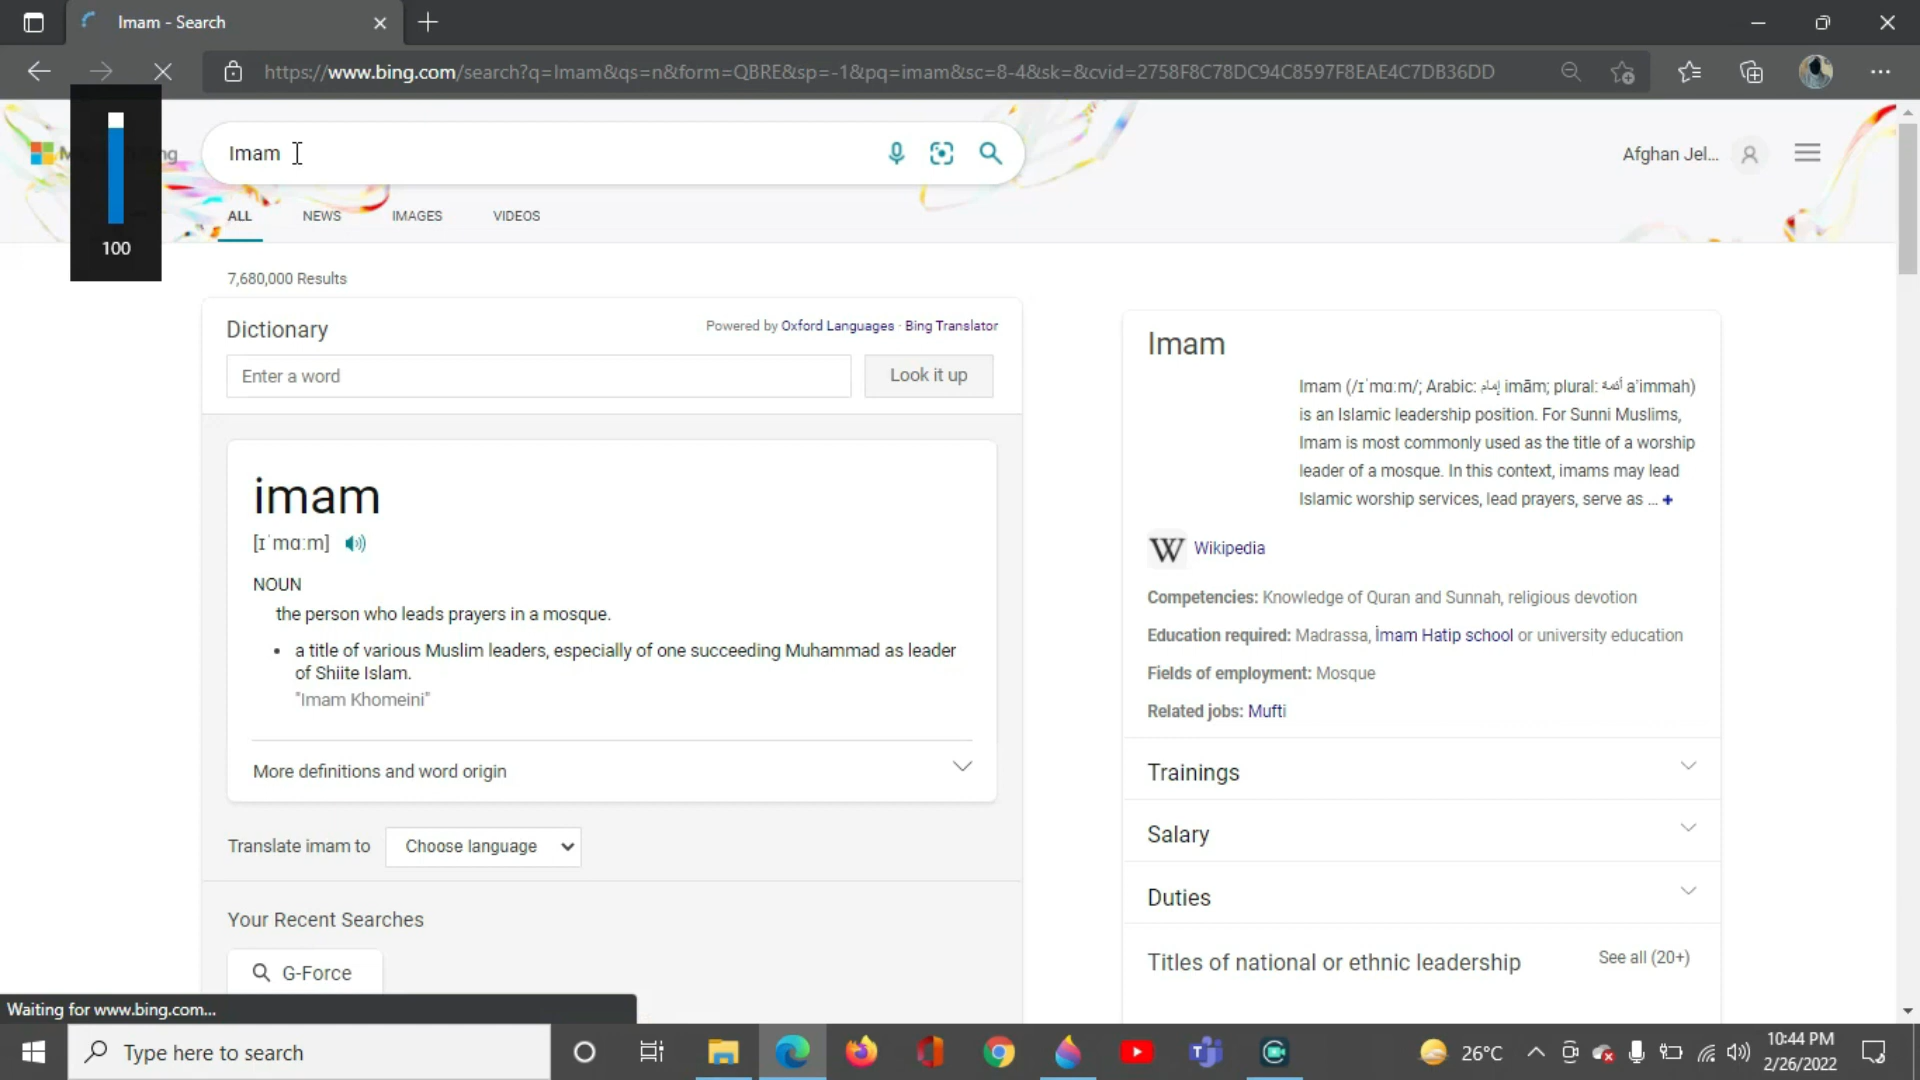 Imam - Search
https://www.bing.com/search?q=Imam&qs=n&form=QBRE&sp=-1&pq=imam&sc=8-4&sk=&cvid=2758F8C78DC94C8597F8EAE4C7DB36DD
100
Imam
Afghan Jel...
ALL NEWS IMAGES VIDEOS
7,680,000 Results
Dictionary
Powered by Oxford Languages · Bing Translator
Enter a word
Look it up
imam
[ɪˈmɑːm]
NOUN
the person who leads prayers in a mosque.
• a title of various Muslim leaders, especially of one succeeding Muhammad as leader
of Shiite Islam.
"Imam Khomeini"
More definitions and word origin
Translate imam to Choose language
Your Recent Searches
G-Force
Imam
Imam (/ɪˈmɑːm/; Arabic: إمام imām; plural: أئمة a'immah)
is an Islamic leadership position. For Sunni Muslims,
Imam is most commonly used as the title of a worship
leader of a mosque. In this context, imams may lead
Islamic worship services, lead prayers, serve as ... +
W Wikipedia
Competencies: Knowledge of Quran and Sunnah, religious devotion
Education required: Madrassa, İmam Hatip school or university education
Fields of employment: Mosque
Related jobs: Mufti
Trainings
Salary
Duties
Titles of national or ethnic leadership See all (20+)
Waiting for www.bing.com...
Type here to search
26°C
10:44 PM
2/26/2022